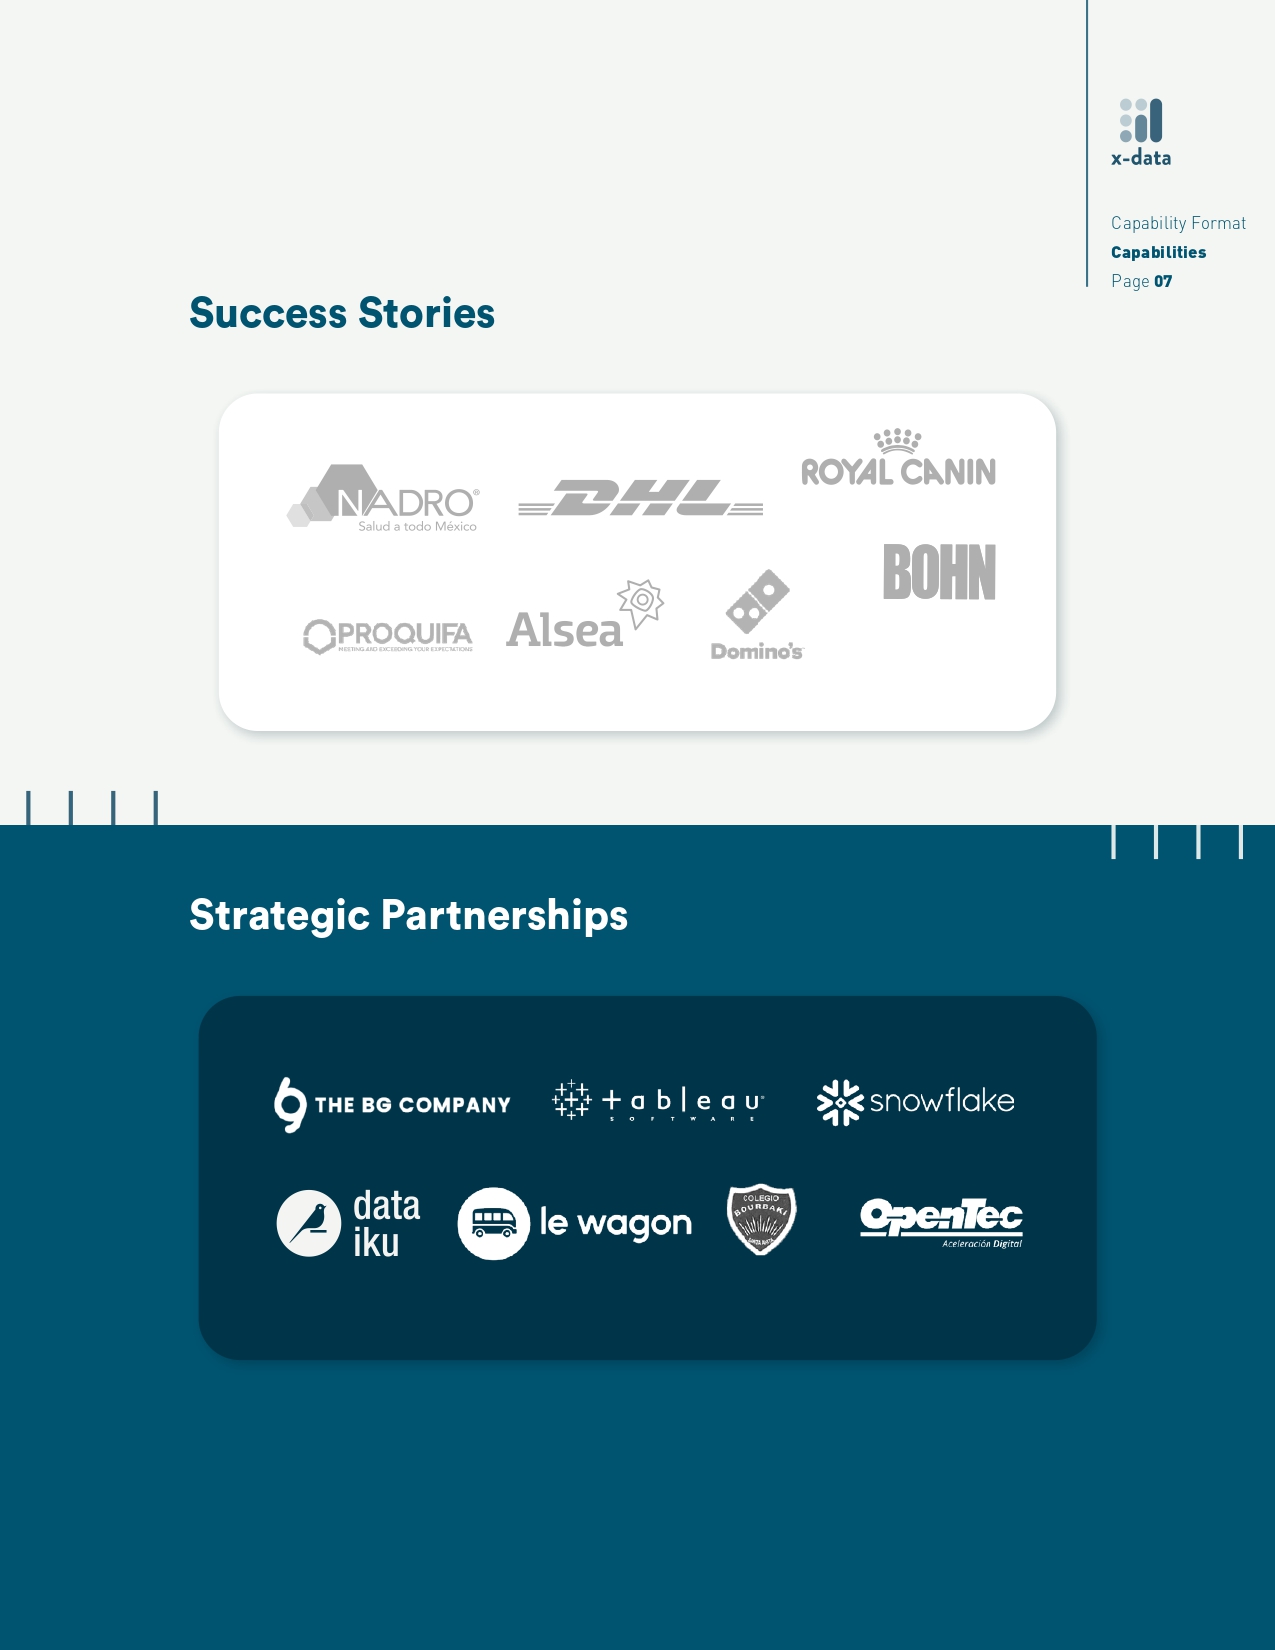 x-data
Capability Format
Capabilities
Page 07
Success Stories
NADRO®
Salud a todo México
DHL
ROYAL CANIN
BOHN
PROQUIFA
MEETING AND EXCEEDING YOUR EXPECTATIONS
Alsea
Domino's
Strategic Partnerships
THE BG COMPANY
+ableau®
SOFTWARE
snowflake
data
iku
le wagon
COLEGIO
BOURBAKI
OpenTec
Aceleración Digital